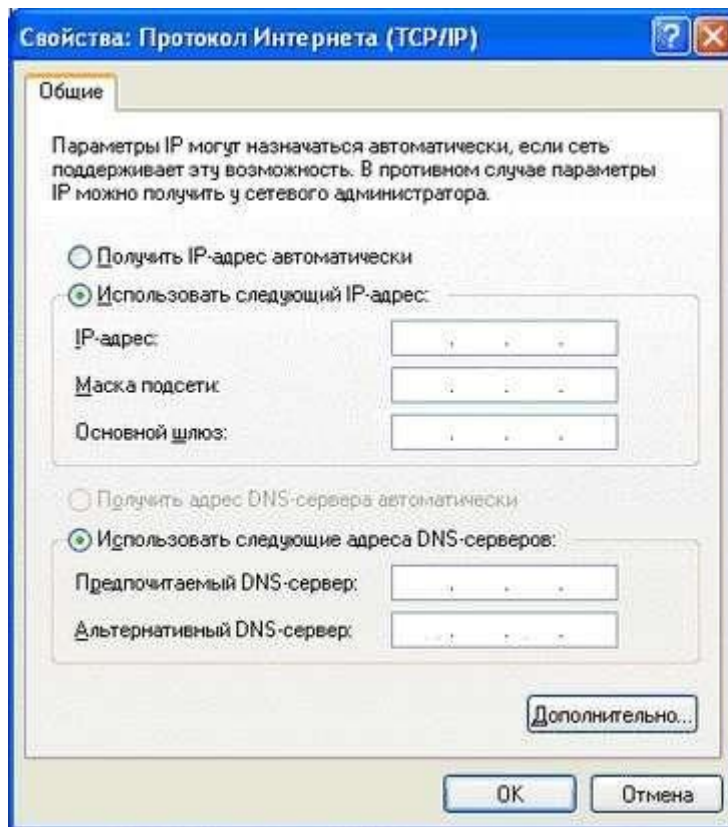 Свойства: Протокол Интернета (TCP/IP)
Общие
Параметры IP могут назначаться автоматически, если сеть
поддерживает эту возможность. В противном случае параметры
IP можно получить у сетевого администратора.
Получить IP-адрес автоматически
Использовать следующий IP-адрес:
IP-адрес:
Маска подсети:
Основной шлюз:
Получить адрес DNS-сервера автоматически
Использовать следующие адреса DNS-серверов:
Предпочитаемый DNS-сервер:
Альтернативный DNS-сервер:
Дополнительно...
OK
Отмена